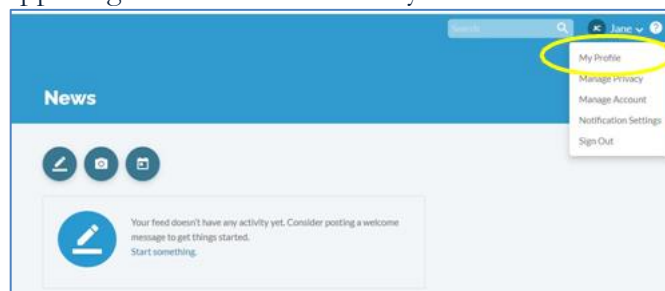 Search
Jane
My Profile
Manage Privacy
Manage Account
Notification Settings
Sign Out
News
Your feed doesn't have any activity yet. Consider posting a welcome
message to get things started.
Start something.